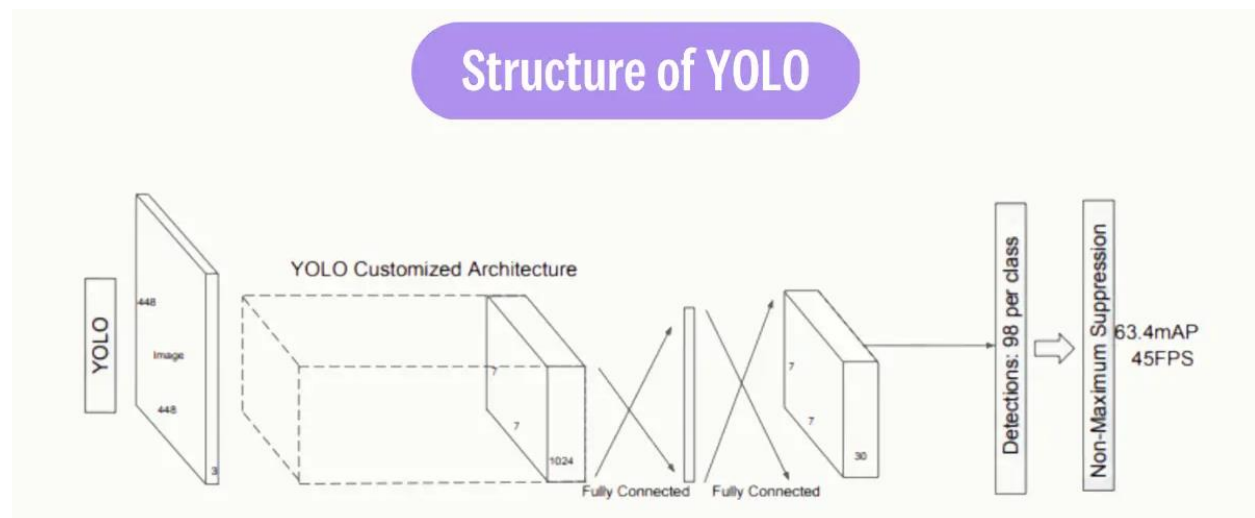 Structure of YOLO
YOLO
448
Image
448
3
YOLO Customized Architecture
7
7
1024
Fully Connected
Fully Connected
7
7
30
Detections: 98 per class
Non-Maximum Suppression
63.4mAP
45FPS